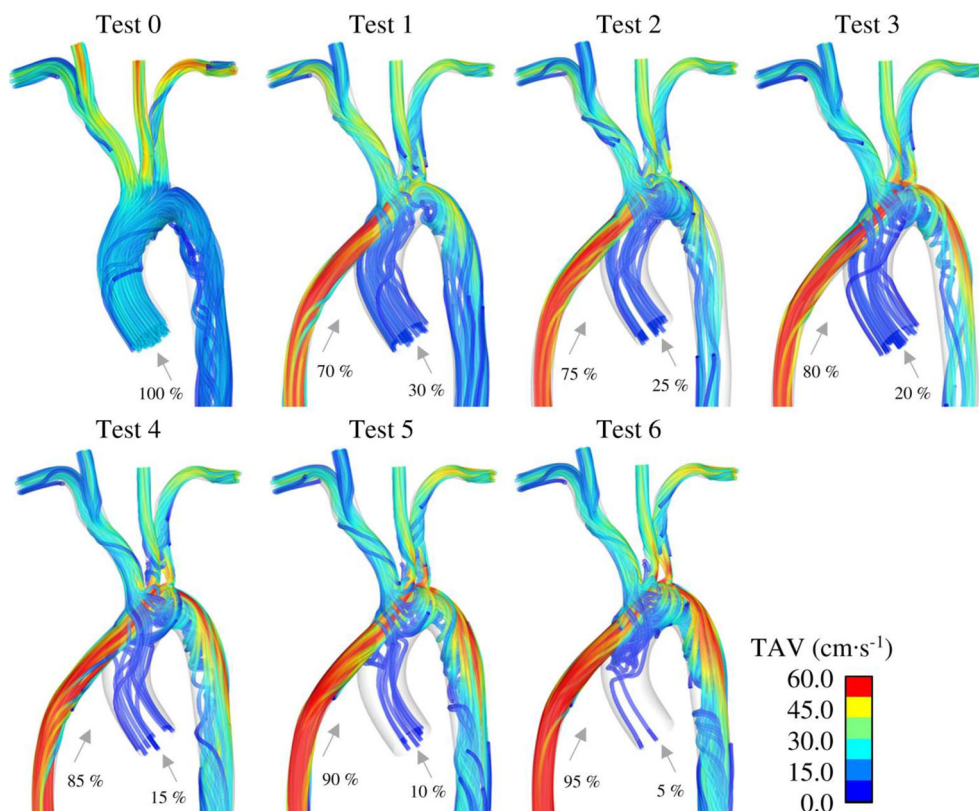 Test 0
Test 1
Test 2
Test 3
100 %
70 %
30 %
75 %
25 %
80 %
20 %
Test 4
Test 5
Test 6
85 %
15 %
90 %
10 %
95 %
5 %
TAV (cm·s⁻¹)
60.0
45.0
30.0
15.0
0.0